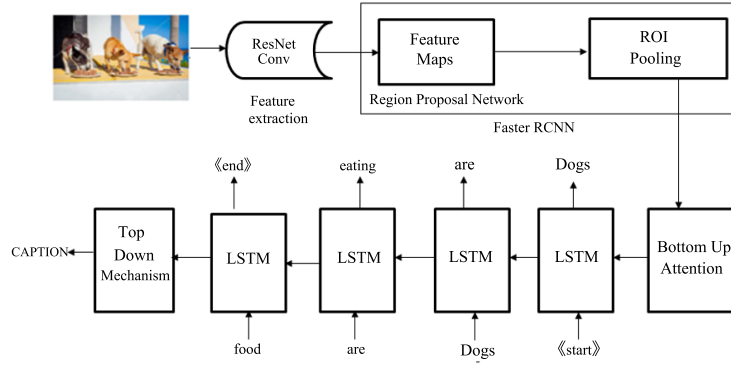 ResNet
Conv
Feature
extraction
Feature
Maps
Region Proposal Network
ROI
Pooling
Faster RCNN
《end》
eating
are
Dogs
CAPTION
Top
Down
Mechanism
LSTM
LSTM
LSTM
LSTM
Bottom Up
Attention
food
are
Dogs
《start》